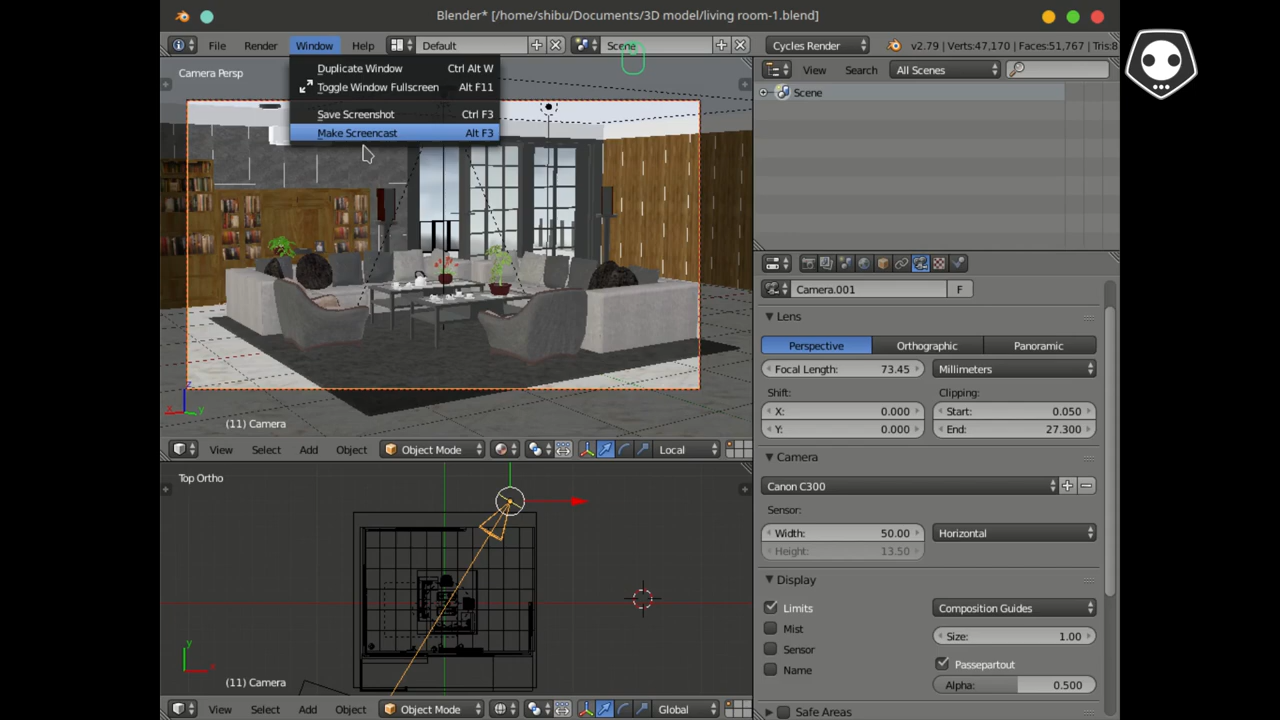 Blender* [/home/shibu/Documents/3D model/living room-1.blend]
File Render Window Help Default Scene Cycles Render v2.79 | Verts:47,170 | Faces:51,767 | Tris:8
Camera Persp
Duplicate Window Ctrl Alt W
Toggle Window Fullscreen Alt F11
Save Screenshot Ctrl F3
Make Screencast Alt F3
View Search All Scenes
Scene
Camera.001 F
Lens
Perspective Orthographic Panoramic
Focal Length: 73.45 Millimeters
Shift: Clipping:
X: 0.000 Start: 0.050
Y: 0.000 End: 27.300
z
x y
(11) Camera
View Select Add Object Object Mode Local
Camera
Canon C300
Sensor:
Width: 50.00 Horizontal
Height: 13.50
Top Ortho
Display
Limits Composition Guides
Mist Size: 1.00
Sensor
Name Passepartout
Alpha: 0.500
Safe Areas
y
x
(11) Camera
View Select Add Object Object Mode Global